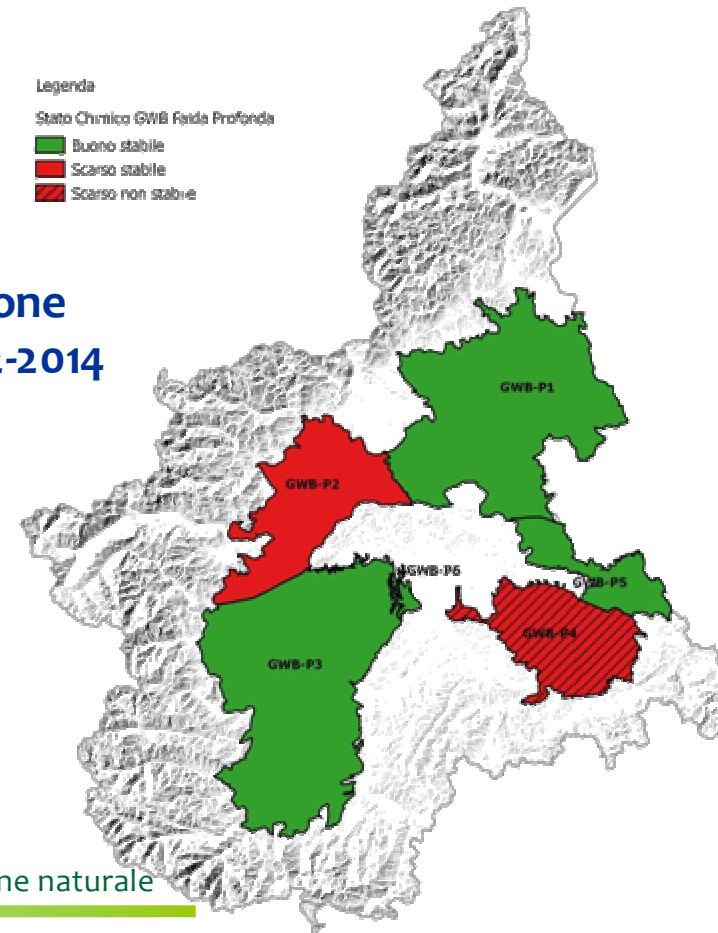 Legenda
Stato Chimico GWB Falda Profonda
Buono stabile
Scarso stabile
Scarso non stabile
one
-2014
GWB-P1
GWB-P2
GWB-P6
GWB-P5
GWB-P4
GWB-P3
ne naturale